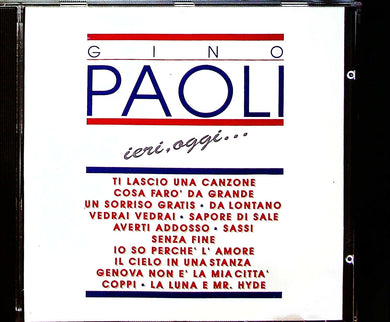 GINO
PAOLI
ieri, oggi...
TI LASCIO UNA CANZONE
COSA FARO' DA GRANDE
UN SORRISO GRATIS • DA LONTANO
VEDRAI VEDRAI • SAPORE DI SALE
AVERTI ADDOSSO • SASSI
SENZA FINE
IO SO PERCHE' L' AMORE
IL CIELO IN UNA STANZA
GENOVA NON E' LA MIA CITTA'
COPPI • LA LUNA E MR. HYDE